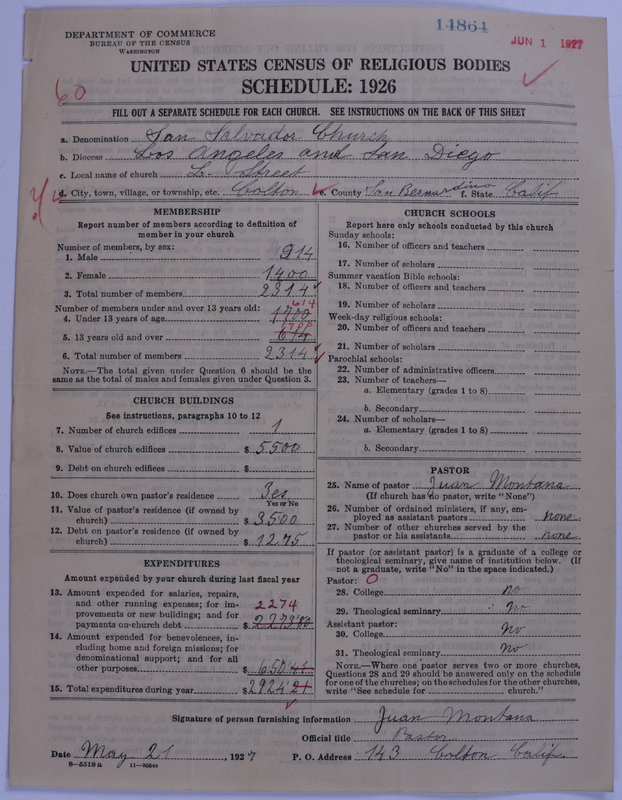 14864
JUN 1 1927
DEPARTMENT OF COMMERCE
BUREAU OF THE CENSUS
WASHINGTON
UNITED STATES CENSUS OF RELIGIOUS BODIES
SCHEDULE: 1926
60
FILL OUT A SEPARATE SCHEDULE FOR EACH CHURCH. SEE INSTRUCTIONS ON THE BACK OF THIS SHEET
a. Denomination San Salvador Church
b. Diocese Los Angeles and San Diego
c. Local name of church L. Street
d. City, town, village, or township, etc. Colton e. County San Bernardino f. State Calif
MEMBERSHIP
Report number of members according to definition of
member in your church
Number of members, by sex:
1. Male 914
2. Female 1400
3. Total number of members 2314
Number of members under and over 13 years old:
614
4. Under 13 years of age 1700
1700
5. 13 years old and over 614
6. Total number of members 2314
NOTE.—The total given under Question 6 should be
same as the total of males and females given under Question 3.
CHURCH BUILDINGS
See instructions, paragraphs 10 to 12
7. Number of church edifices 1
8. Value of church edifices $ 5500
9. Debt on church edifices $
10. Does church own pastor's residence Yes
Yes or No
11. Value of pastor's residence (if owned by
church) $ 3500
12. Debt on pastor's residence (if owned by
church) $ 1275
EXPENDITURES
Amount expended by your church during last fiscal year
13. Amount expended for salaries, repairs,
and other running expenses; for im-
provements or new buildings; and for
payments on church debt 2274
$ 2273.80
14. Amount expended for benevolences, in-
cluding home and foreign missions; for
denominational support; and for all
other purposes $ 650.41
15. Total expenditures during year $ 2924.21
CHURCH SCHOOLS
Report here only schools conducted by this church
Sunday schools:
16. Number of officers and teachers
17. Number of scholars
Summer vacation Bible schools:
18. Number of officers and teachers
19. Number of scholars
Week-day religious schools:
20. Number of officers and teachers
21. Number of scholars
Parochial schools:
22. Number of administrative officers
23. Number of teachers—
a. Elementary (grades 1 to 8)
b. Secondary
24. Number of scholars—
a. Elementary (grades 1 to 8)
b. Secondary
PASTOR
25. Name of pastor Juan Montana
(If church has no pastor, write "None")
26. Number of ordained ministers, if any, em-
ployed as assistant pastors none
27. Number of other churches served by the
pastor or his assistants none
If pastor (or assistant pastor) is a graduate of a college or
theological seminary, give name of institution below. (If
not a graduate, write "No" in the space indicated.)
Pastor: 0
28. College no
29. Theological seminary No
Assistant pastor:
30. College No
31. Theological seminary No
NOTE.—Where one pastor serves two or more churches,
Questions 28 and 29 should be answered only on the schedule
for one of the churches; on the schedules for the other churches,
write "See schedule for church."
Signature of person furnishing information Juan Montana
Official title Pastor
Date May 21, 1927 P. O. Address 143 Colton Calif
8—5518 a